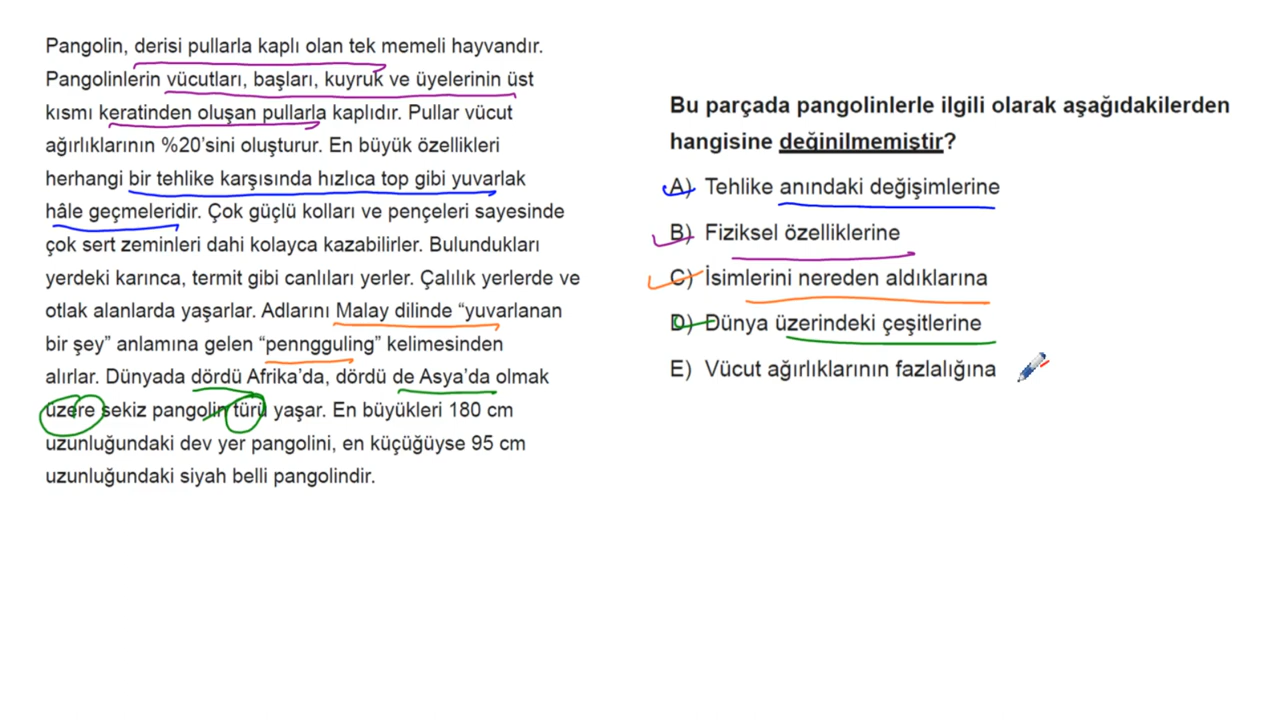 Pangolin, derisi pullarla kaplı olan tek memeli hayvandır.
Pangolinlerin vücutları, başları, kuyruk ve üyelerinin üst
kısmı keratinden oluşan pullarla kaplıdır. Pullar vücut
ağırlıklarının %20’sini oluşturur. En büyük özellikleri
herhangi bir tehlike karşısında hızlıca top gibi yuvarlak
hâle geçmeleridir. Çok güçlü kolları ve pençeleri sayesinde
çok sert zeminleri dahi kolayca kazabilirler. Bulundukları
yerdeki karınca, termit gibi canlıları yerler. Çalılık yerlerde ve
otlak alanlarda yaşarlar. Adlarını Malay dilinde “yuvarlanan
bir şey” anlamına gelen “penngguling” kelimesinden
alırlar. Dünyada dördü Afrika’da, dördü de Asya’da olmak
üzere sekiz pangolin türü yaşar. En büyükleri 180 cm
uzunluğundaki dev yer pangolini, en küçüğüyse 95 cm
uzunluğundaki siyah belli pangolindir.
Bu parçada pangolinlerle ilgili olarak aşağıdakilerden
hangisine değinilmemiştir?
A) Tehlike anındaki değişimlerine
B) Fiziksel özelliklerine
C) İsimlerini nereden aldıklarına
D) Dünya üzerindeki çeşitlerine
E) Vücut ağırlıklarının fazlalığına